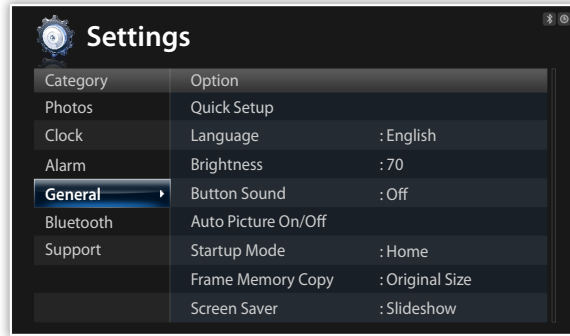 Settings
Category Option
Photos Quick Setup
Clock Language : English
Alarm Brightness : 70
General Button Sound : Off
Bluetooth Auto Picture On/Off
Support Startup Mode : Home
Frame Memory Copy : Original Size
Screen Saver : Slideshow